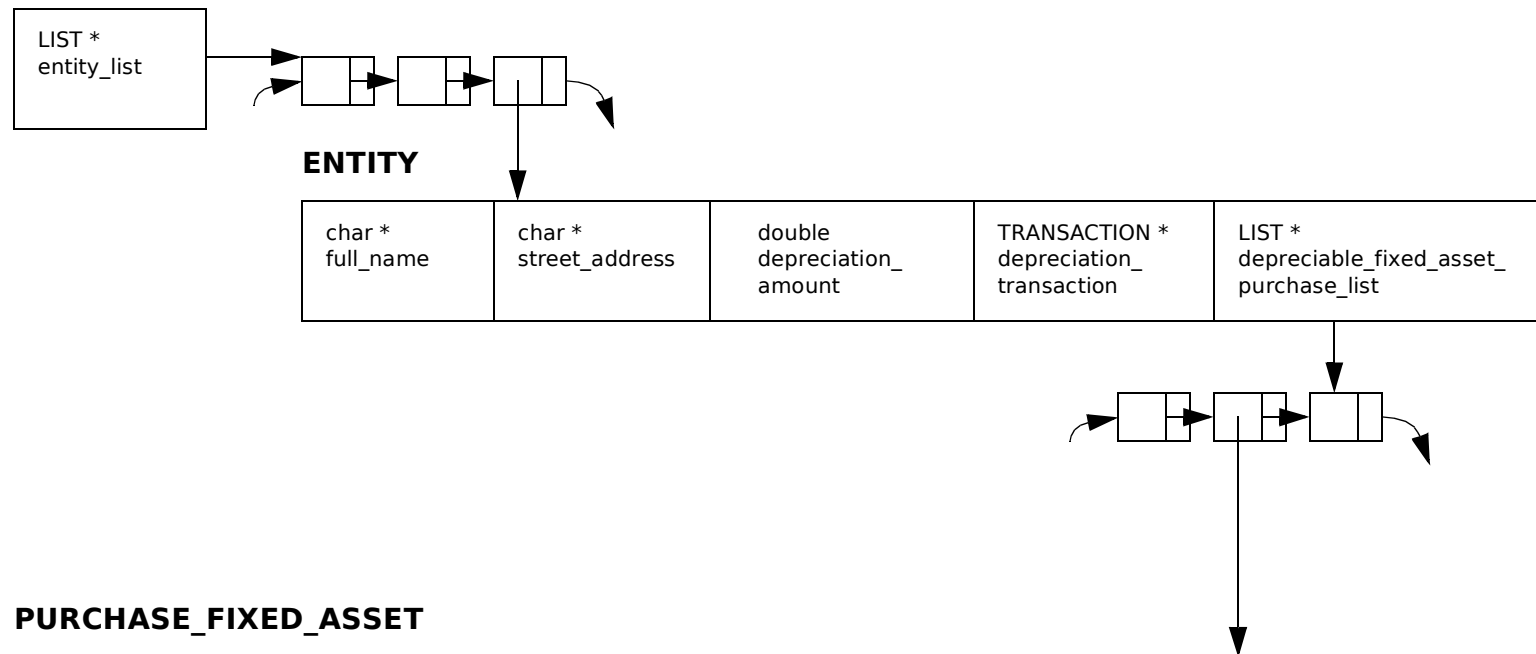 LIST *
entity_list
ENTITY
char *
full_name
char *
street_address
double
depreciation_
amount
TRANSACTION *
depreciation_
transaction
LIST *
depreciable_fixed_asset_
purchase_list
PURCHASE_FIXED_ASSET